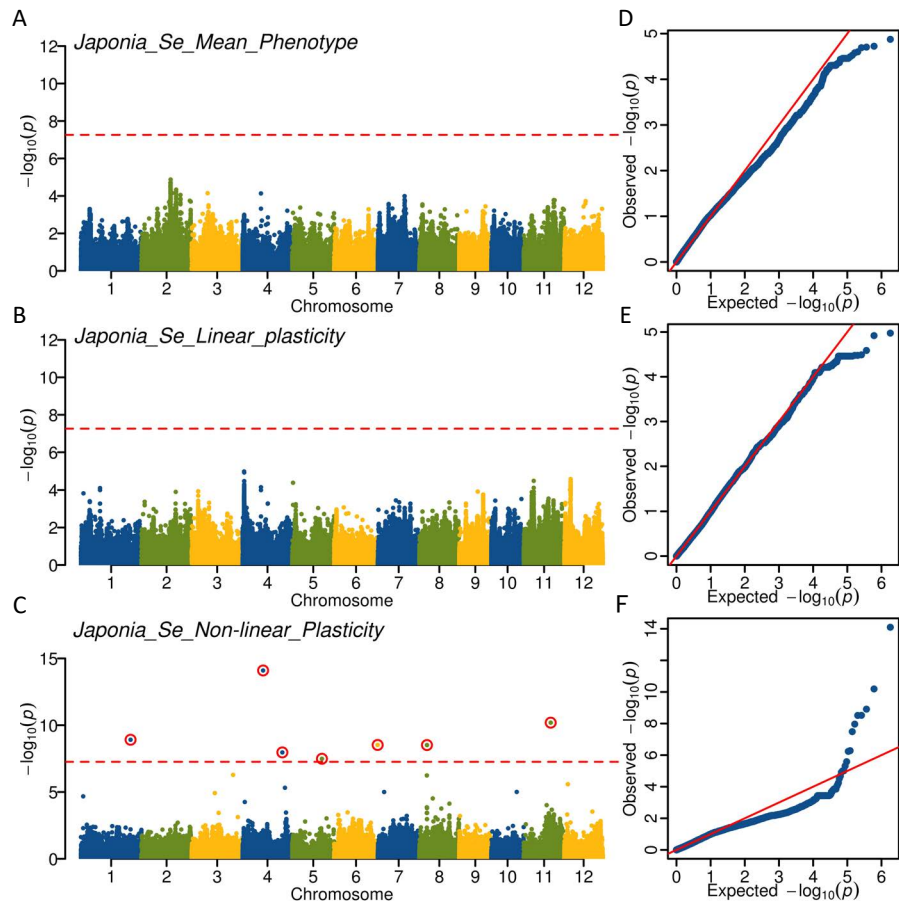 A
Japonia_Se_Mean_Phenotype
12
10
8
6
4
2
0
−log10(p)
1 2 3 4 5 6 7 8 9 10 11 12
Chromosome
D
5
4
3
2
1
0
Observed −log10(p)
0 1 2 3 4 5 6
Expected −log10(p)
B
Japonia_Se_Linear_plasticity
12
10
8
6
4
2
0
−log10(p)
1 2 3 4 5 6 7 8 9 10 11 12
Chromosome
E
5
4
3
2
1
0
Observed −log10(p)
0 1 2 3 4 5 6
Expected −log10(p)
C
Japonia_Se_Non-linear_Plasticity
15
10
5
0
−log10(p)
1 2 3 4 5 6 7 8 9 10 11 12
Chromosome
F
14
10
8
6
4
2
0
Observed −log10(p)
0 1 2 3 4 5 6
Expected −log10(p)